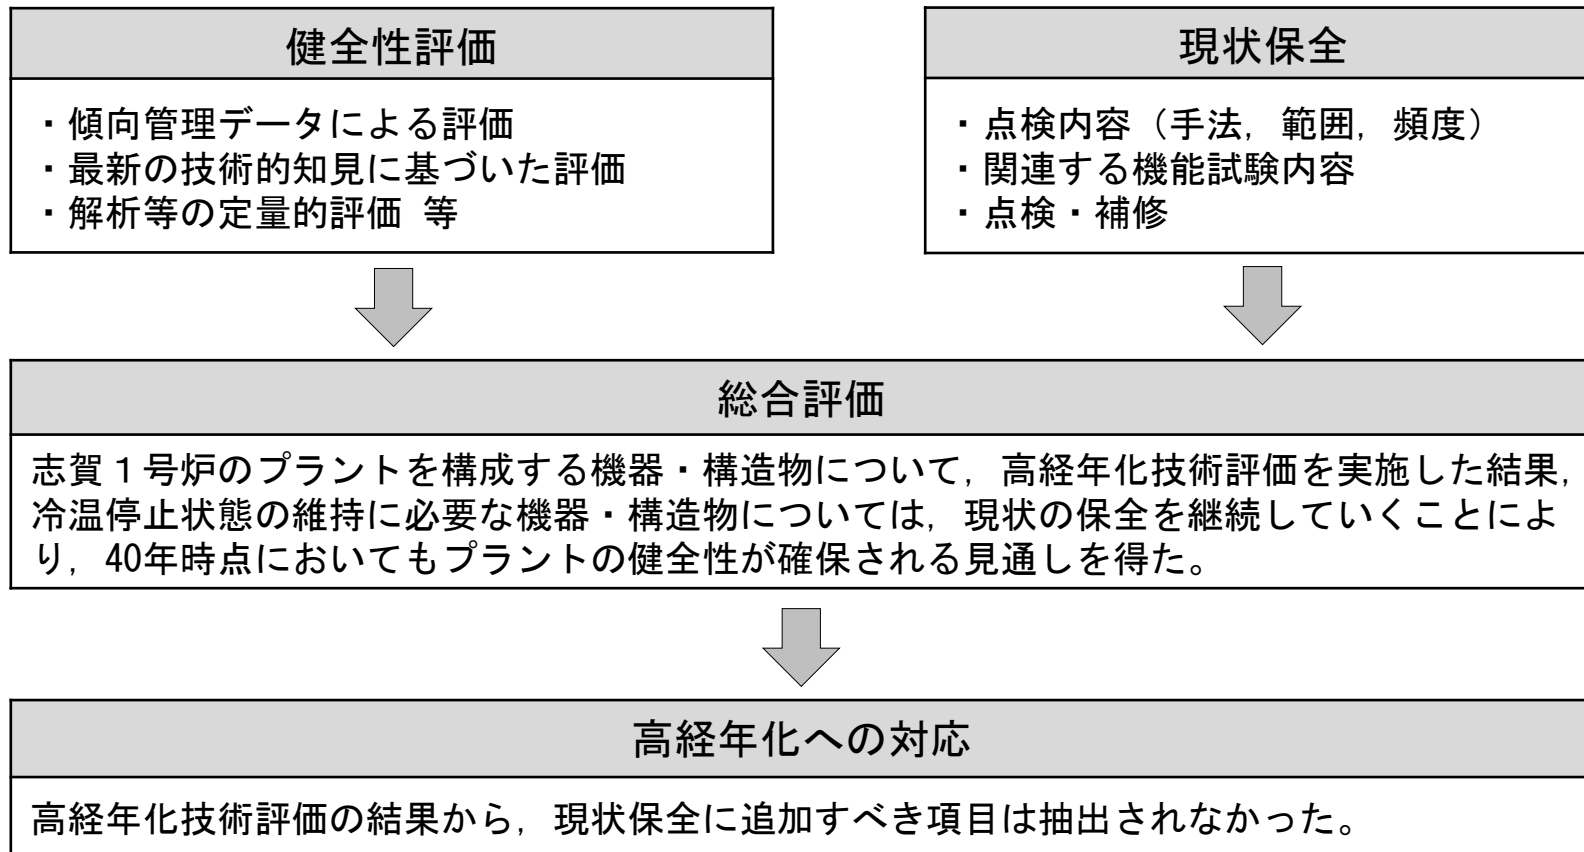 健全性評価
・傾向管理データによる評価
・最新の技術的知見に基づいた評価
・解析等の定量的評価 等
現状保全
・点検内容（手法，範囲，頻度）
・関連する機能試験内容
・点検・補修
総合評価
志賀１号炉のプラントを構成する機器・構造物について，高経年化技術評価を実施した結果，
冷温停止状態の維持に必要な機器・構造物については，現状の保全を継続していくことによ
り，40年時点においてもプラントの健全性が確保される見通しを得た。
高経年化への対応
高経年化技術評価の結果から，現状保全に追加すべき項目は抽出されなかった。